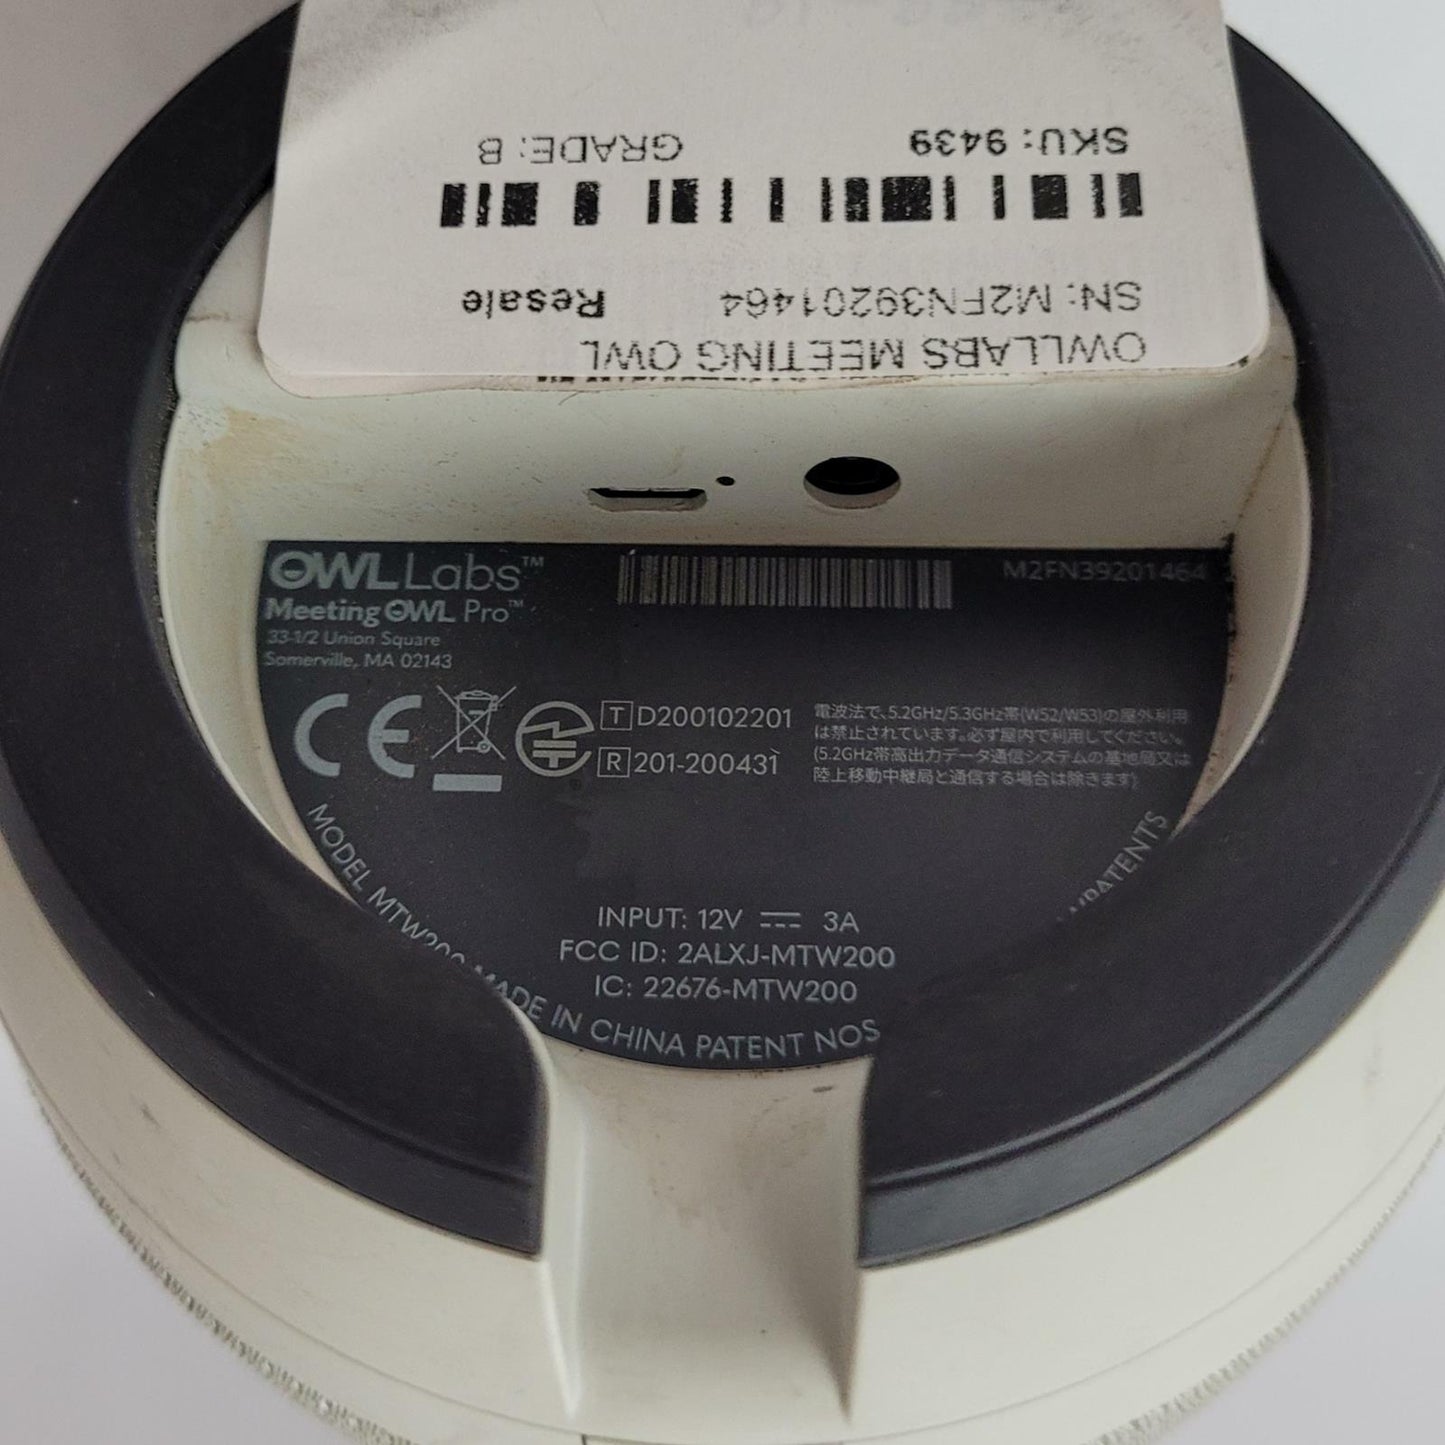 OWLLABS MEETING OWL
SN: M2FN39201464 Resale
SKU: 9439 GRADE: B
OWLLabs™ M2FN39201464
Meeting OWL Pro™
33-1/2 Union Square
Somerville, MA 02143
CE
T D200102201
R 201-200431
電波法で、5.2GHz/5.3GHz帯(W52/W53)の屋外利用
は禁止されています。必ず屋内で利用してください。
(5.2GHz帯高出力データ通信システムの基地局又は
陸上移動中継局と通信する場合は除きます)
INPUT: 12V ⎓ 3A
FCC ID: 2ALXJ-MTW200
IC: 22676-MTW200
MODEL MTW200 MADE IN CHINA PATENT NOS
/PATENTS